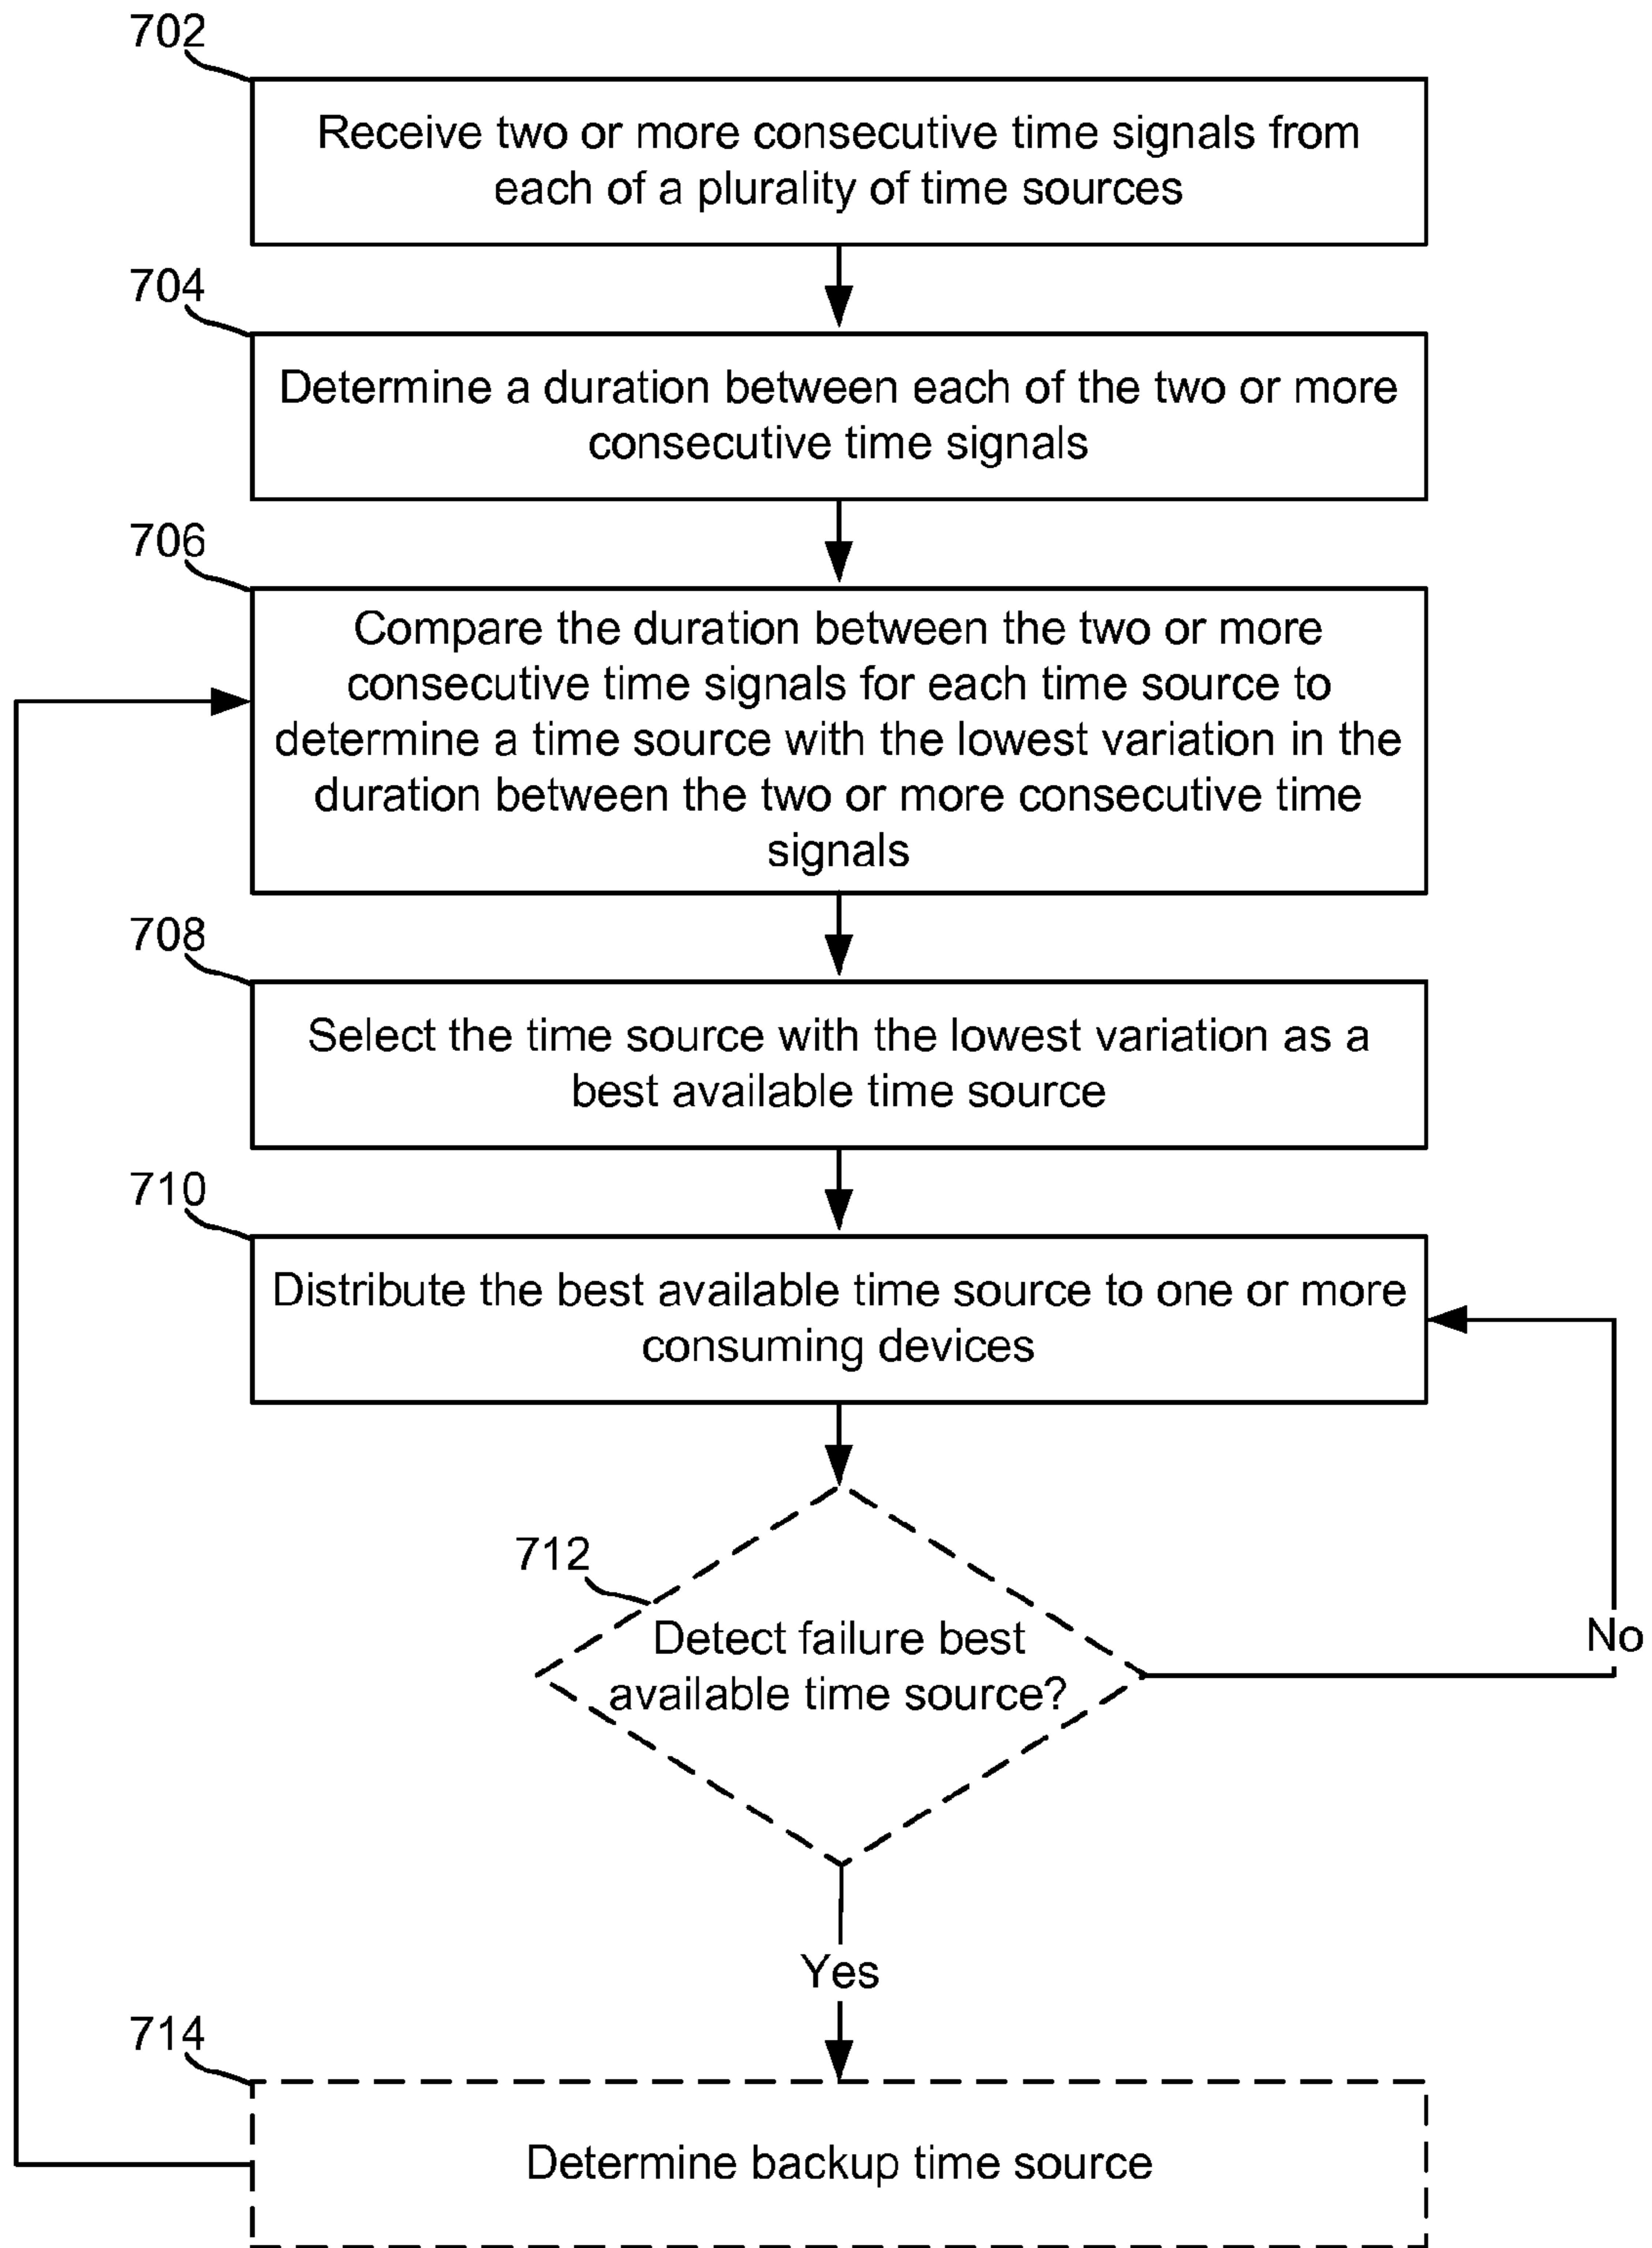 702
Receive two or more consecutive time signals from
each of a plurality of time sources
704
Determine a duration between each of the two or more
consecutive time signals
706
Compare the duration between the two or more
consecutive time signals for each time source to
determine a time source with the lowest variation in the
duration between the two or more consecutive time
signals
708
Select the time source with the lowest variation as a
best available time source
710
Distribute the best available time source to one or more
consuming devices
712
Detect failure best
available time source?
No
Yes
714
Determine backup time source